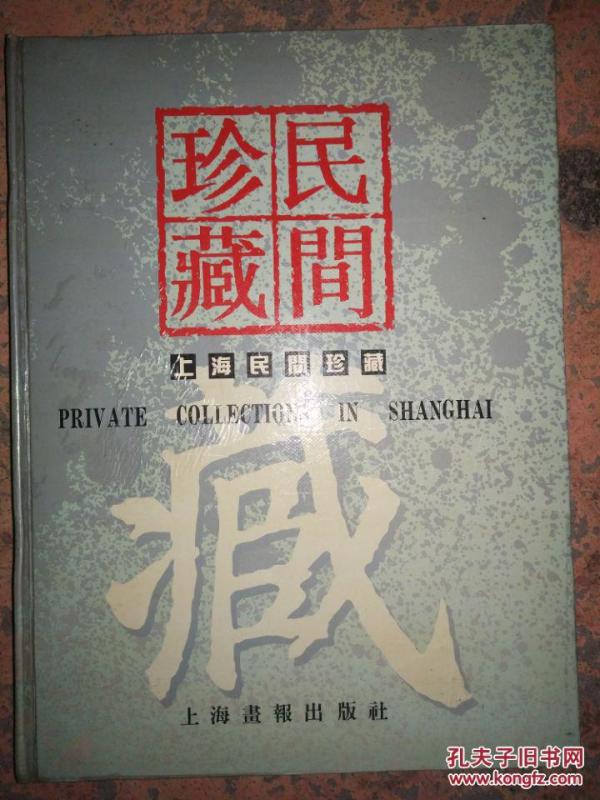 民間
珍藏
上海民間珍藏
PRIVATE COLLECTIONS IN SHANGHAI
藏
上海畫報出版社
孔夫子旧书网
www.kongfz.com